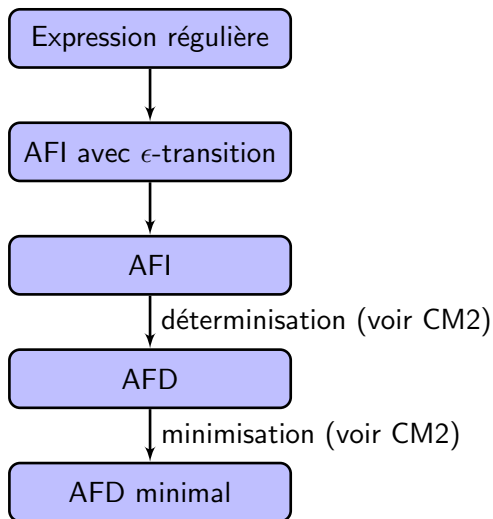 Expression régulière
AFI avec ϵ-transition
AFI
déterminisation (voir CM2)
AFD
minimisation (voir CM2)
AFD minimal